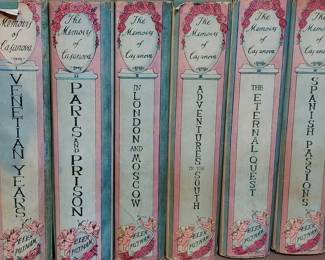 The
Memoirs
of
Casanova
VENETIAN YEARS
The
Memoirs
of
Casanova
PARIS
AND
PRISON
The
Memoirs
of
Casanova
IN
LONDON
AND
MOSCOW
The
Memoirs
of
Casanova
ADVENTURES
IN THE
SOUTH
The
Memoirs
of
Casanova
THE
ETERNAL QUEST
The
Memoirs
of
Casanova
SPANISH PASSIONS